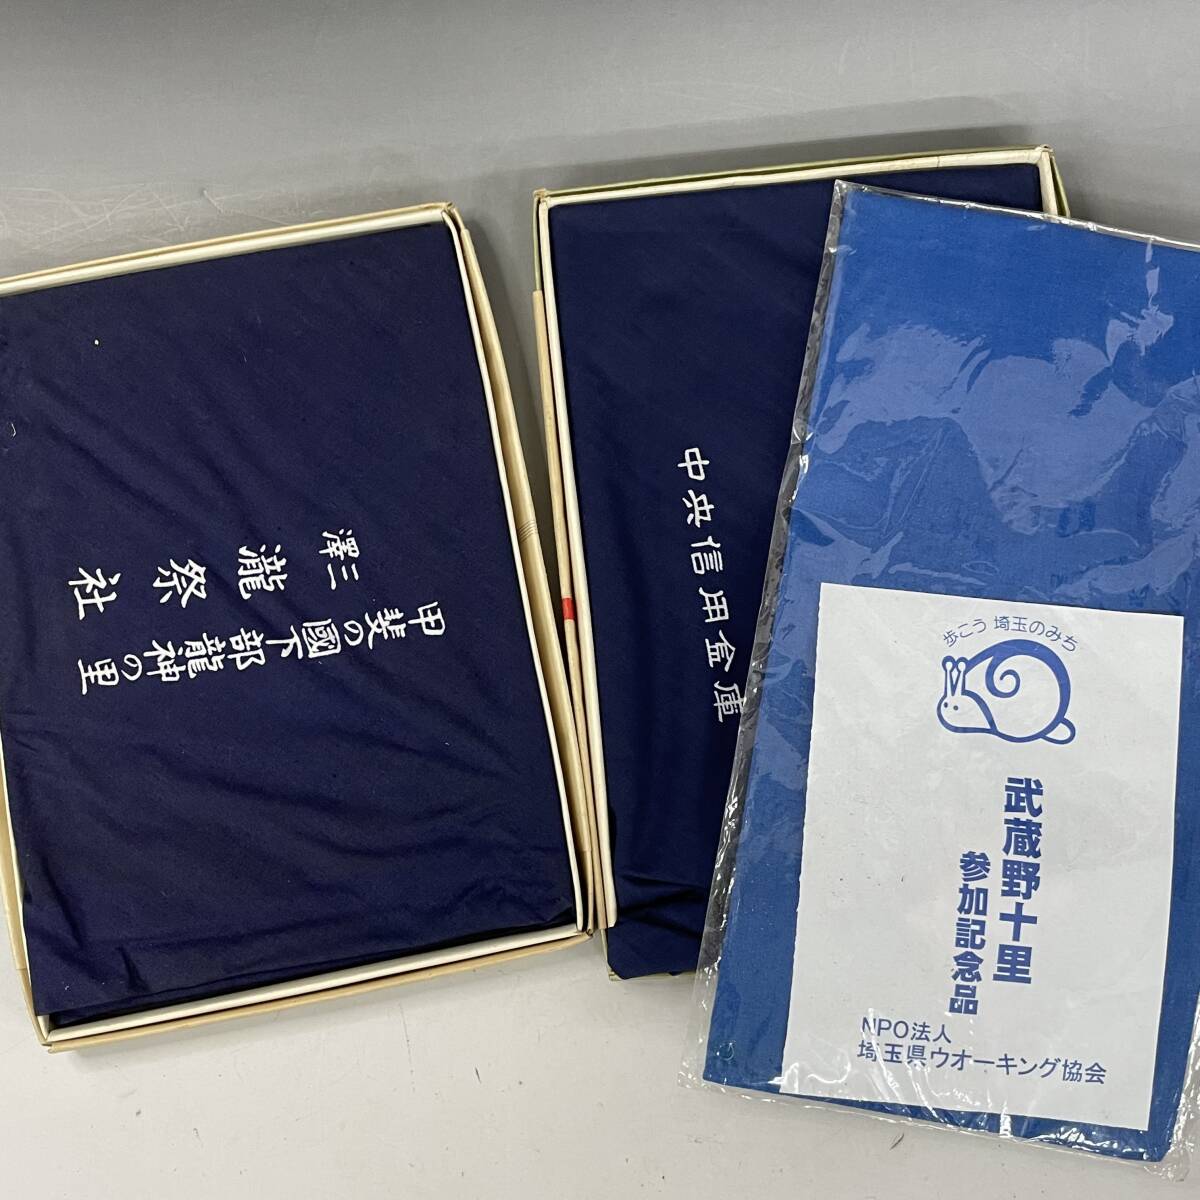 甲斐の國下部龍神の里
三澤 瀧祭社
中央信用金庫
歩こう 埼玉のみち
武蔵野十里
参加記念品
NPO法人
埼玉県ウオーキング協会